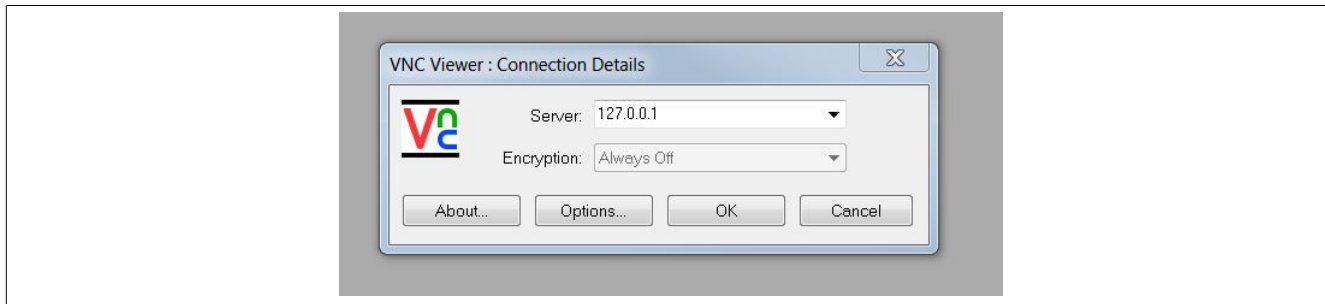 VNC Viewer : Connection Details
VNC
Server: 127.0.0.1
Encryption: Always Off
About... Options... OK Cancel